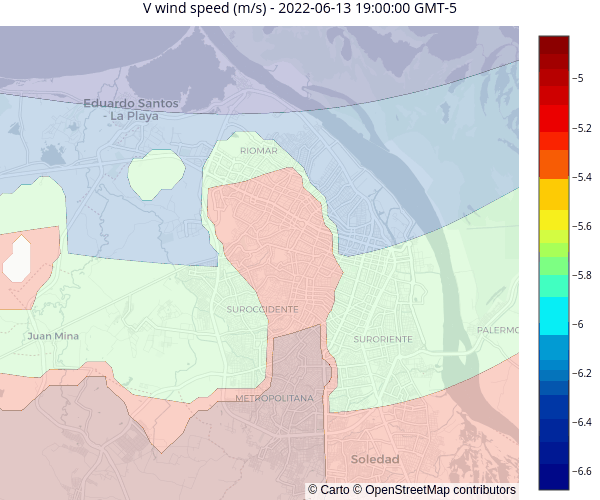 V wind speed (m/s) - 2022-06-13 19:00:00 GMT-5
Eduardo Santos
- La Playa
RIOMAR
SUROCCIDENTE
Juan Mina
SURORIENTE
PALERMO
METROPOLITANA
Soledad
© Carto © OpenStreetMap contributors
−5
−5.2
−5.4
−5.6
−5.8
−6
−6.2
−6.4
−6.6